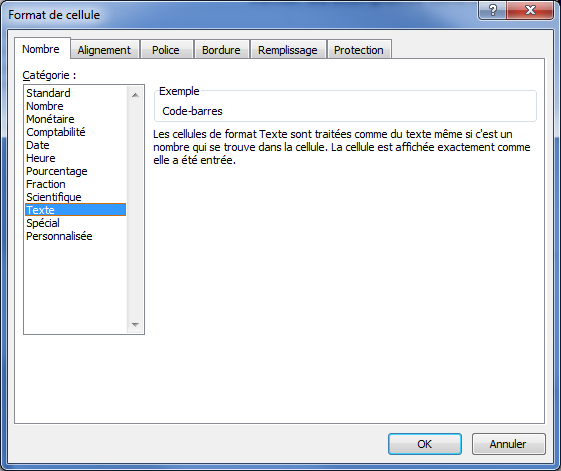 Format de cellule
Nombre Alignement Police Bordure Remplissage Protection
Catégorie :
Standard
Nombre
Monétaire
Comptabilité
Date
Heure
Pourcentage
Fraction
Scientifique
Texte
Spécial
Personnalisée
Exemple
Code-barres
Les cellules de format Texte sont traitées comme du texte même si c'est un
nombre qui se trouve dans la cellule. La cellule est affichée exactement comme
elle a été entrée.
OK Annuler